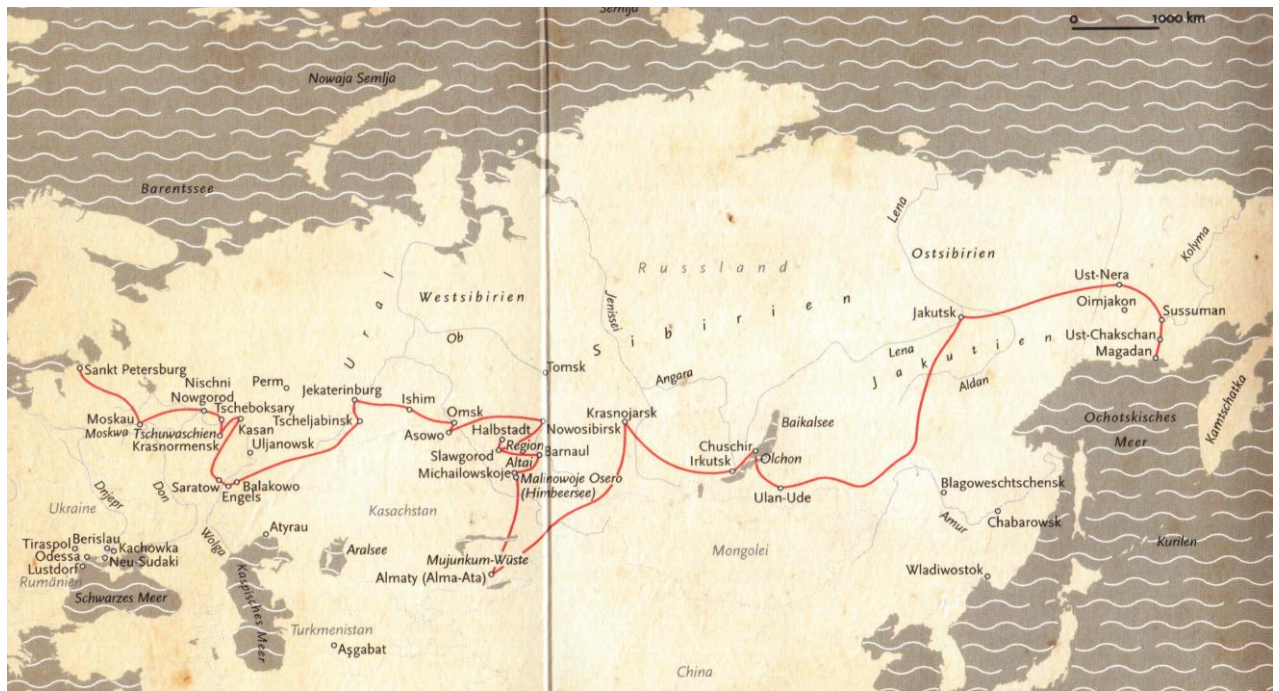 Semlja
0 1000 km
Nowaja Semlja
Barentssee
Lena
Kolyma
Ostsibirien
Russland
Ural
Westsibirien
Jenissei
Ust-Nera
Oimjakon
Sussuman
Jakutsk
Ob
Sibirien
Ust-Chakschan
Lena
Magadan
Jakutien
Sankt Petersburg
Tomsk
Angara
Aldan
Kamtschatka
Nischni
Nowgorod
Perm
Jekaterinburg
Ishim
Tscheboksary
Omsk
Krasnojarsk
Baikalsee
Ochotskisches
Meer
Moskau
Kasan
Tscheljabinsk
Halbstadt
Nowosibirsk
Moskwa
Tschuwaschien
Asowo
Krasnormensk
Uljanowsk
Region
Altai
Slawgorod
Barnaul
Chuschir
Irkutsk
Olchon
Michailowskoje
Malinowoje Osero
(Himbeersee)
Saratow
Balakowo
Engels
Ulan-Ude
Blagoweschtschensk
Dnjepr
Don
Ukraine
Kasachstan
Amur
Chabarowsk
Wolga
Atyrau
Tiraspol
Berislau
Kachowka
Odessa
Neu-Sudaki
Lustdorf
Aralsee
Mongolei
Kurilen
Mujunkum-Wüste
Almaty (Alma-Ata)
Wladiwostok
Rumänien
Schwarzes Meer
Kaspisches Meer
Turkmenistan
Aşgabat
China